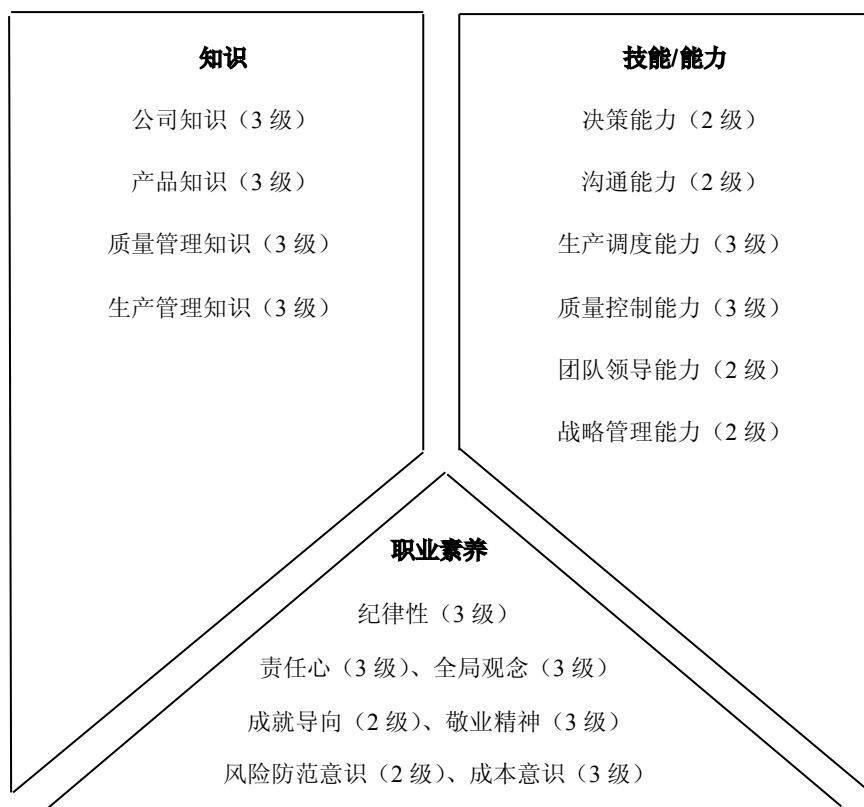 知识
公司知识（3 级）
产品知识（3 级）
质量管理知识（3 级）
生产管理知识（3 级）
技能/能力
决策能力（2 级）
沟通能力（2 级）
生产调度能力（3 级）
质量控制能力（3 级）
团队领导能力（2 级）
战略管理能力（2 级）
职业素养
纪律性（3 级）
责任心（3 级）、全局观念（3 级）
成就导向（2 级）、敬业精神（3 级）
风险防范意识（2 级）、成本意识（3 级）